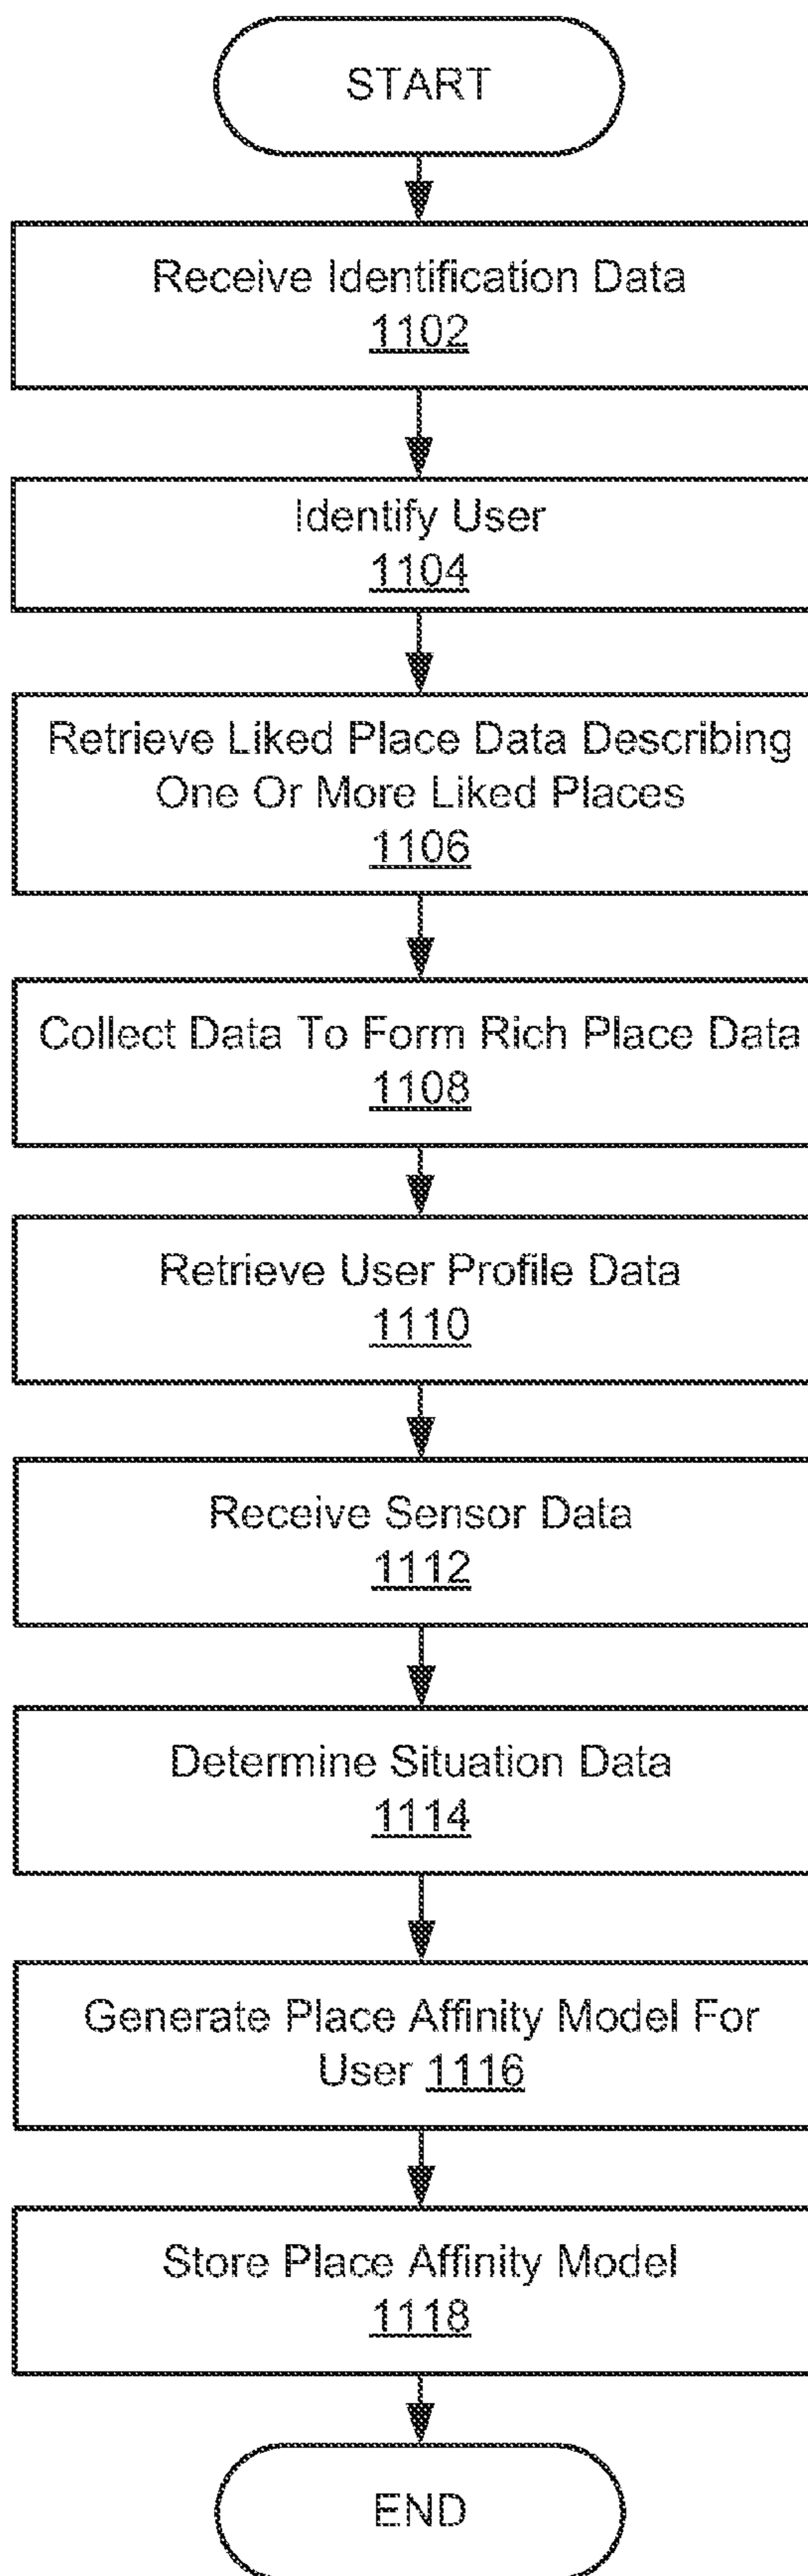 START
Receive Identification Data
1102
Identify User
1104
Retrieve Liked Place Data Describing
One Or More Liked Places
1106
Collect Data To Form Rich Place Data
1108
Retrieve User Profile Data
1110
Receive Sensor Data
1112
Determine Situation Data
1114
Generate Place Affinity Model For
User 1116
Store Place Affinity Model
1118
END